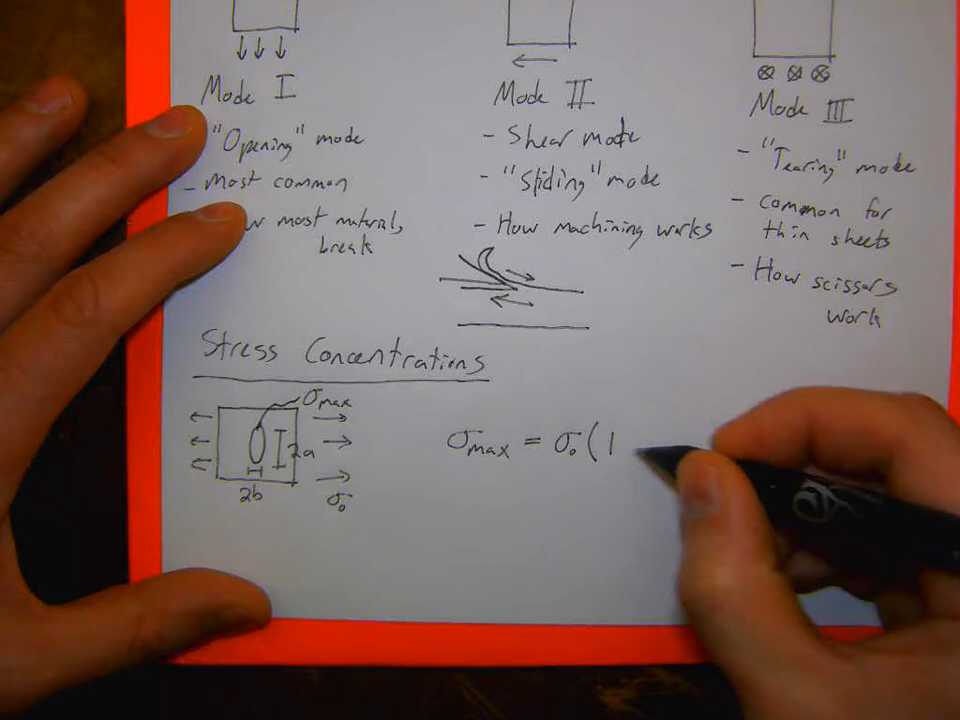 Mode I
"Opening" mode
- Most common
most materials
break
Mode II
- Shear mode
- "Sliding" mode
- How machining works
Mode III
- "Tearing" mode
- common for
thin sheets
- How scissors
work
Stress Concentrations
σmax
2a
2b
σ₀
σmax = σ₀ ( 1